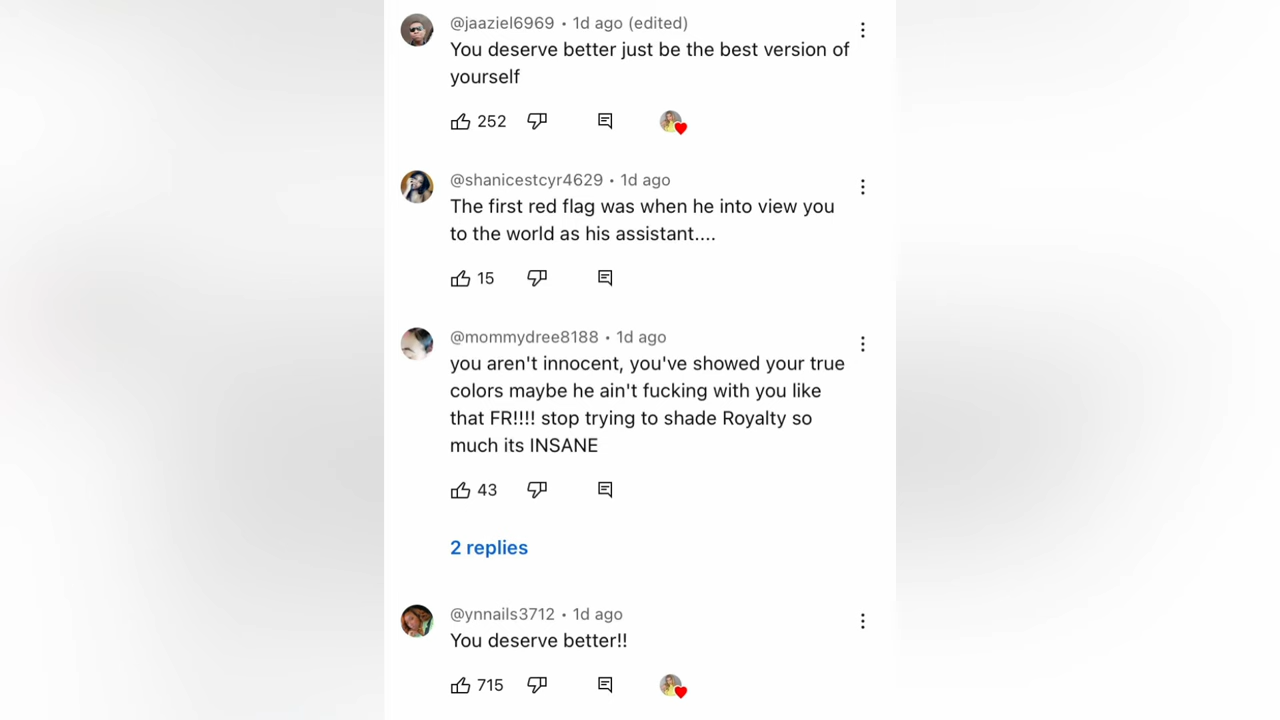 @jaaziel6969 • 1d ago (edited)
You deserve better just be the best version of
yourself
252
@shanicestcyr4629 • 1d ago
The first red flag was when he into view you
to the world as his assistant....
15
@mommydree8188 • 1d ago
you aren't innocent, you've showed your true
colors maybe he ain't fucking with you like
that FR!!!! stop trying to shade Royalty so
much its INSANE
43
2 replies
@ynnails3712 • 1d ago
You deserve better!!
715